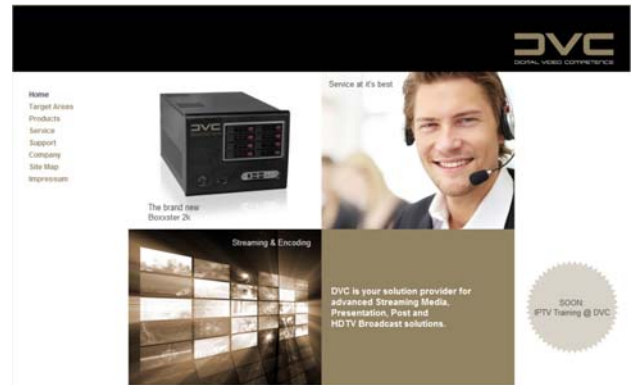 DVC
DIGITAL VIDEO COMPETENCE
Home
Target Areas
Products
Service
Support
Company
Site Map
Impressum
DVC
The brand new
Boxxster 2k
Service at it's best
Streaming & Encoding
DVC is your solution provider for
advanced Streaming Media,
Presentation, Post and
HDTV Broadcast solutions.
SOON:
IPTV Training @ DVC